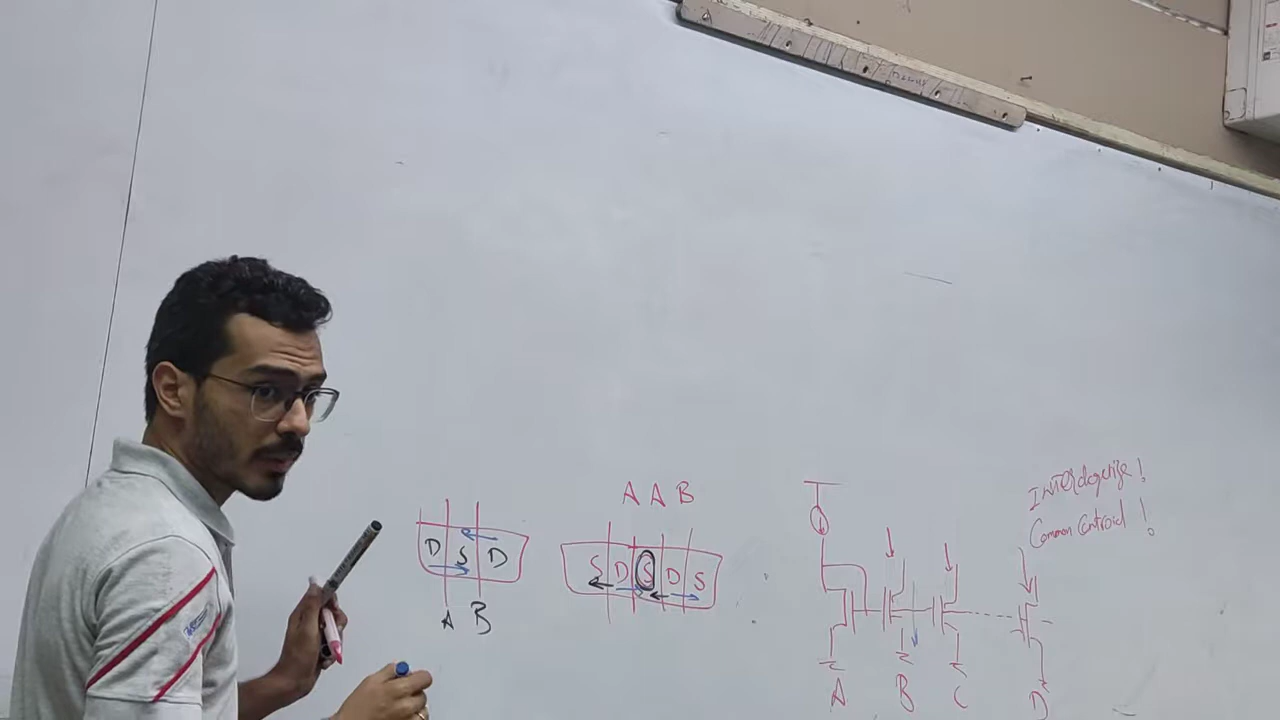 D S D
A B
A A B
S D S D S
Interdigitize!
Common Centroid!
A B C D